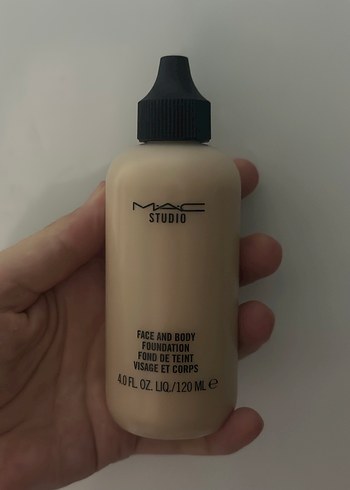 MAC
STUDIO
FACE AND BODY
FOUNDATION
FOND DE TEINT
VISAGE ET CORPS
4.0 FL. OZ. LIQ./120 ML ℮